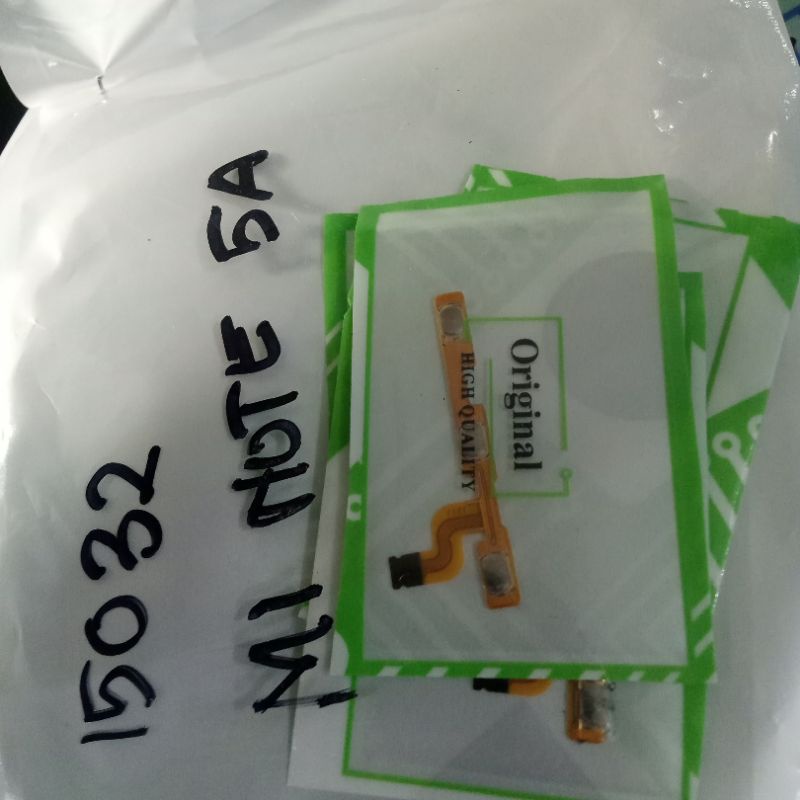 15032
MI NOTE 5A
Original
HIGH QUALITY